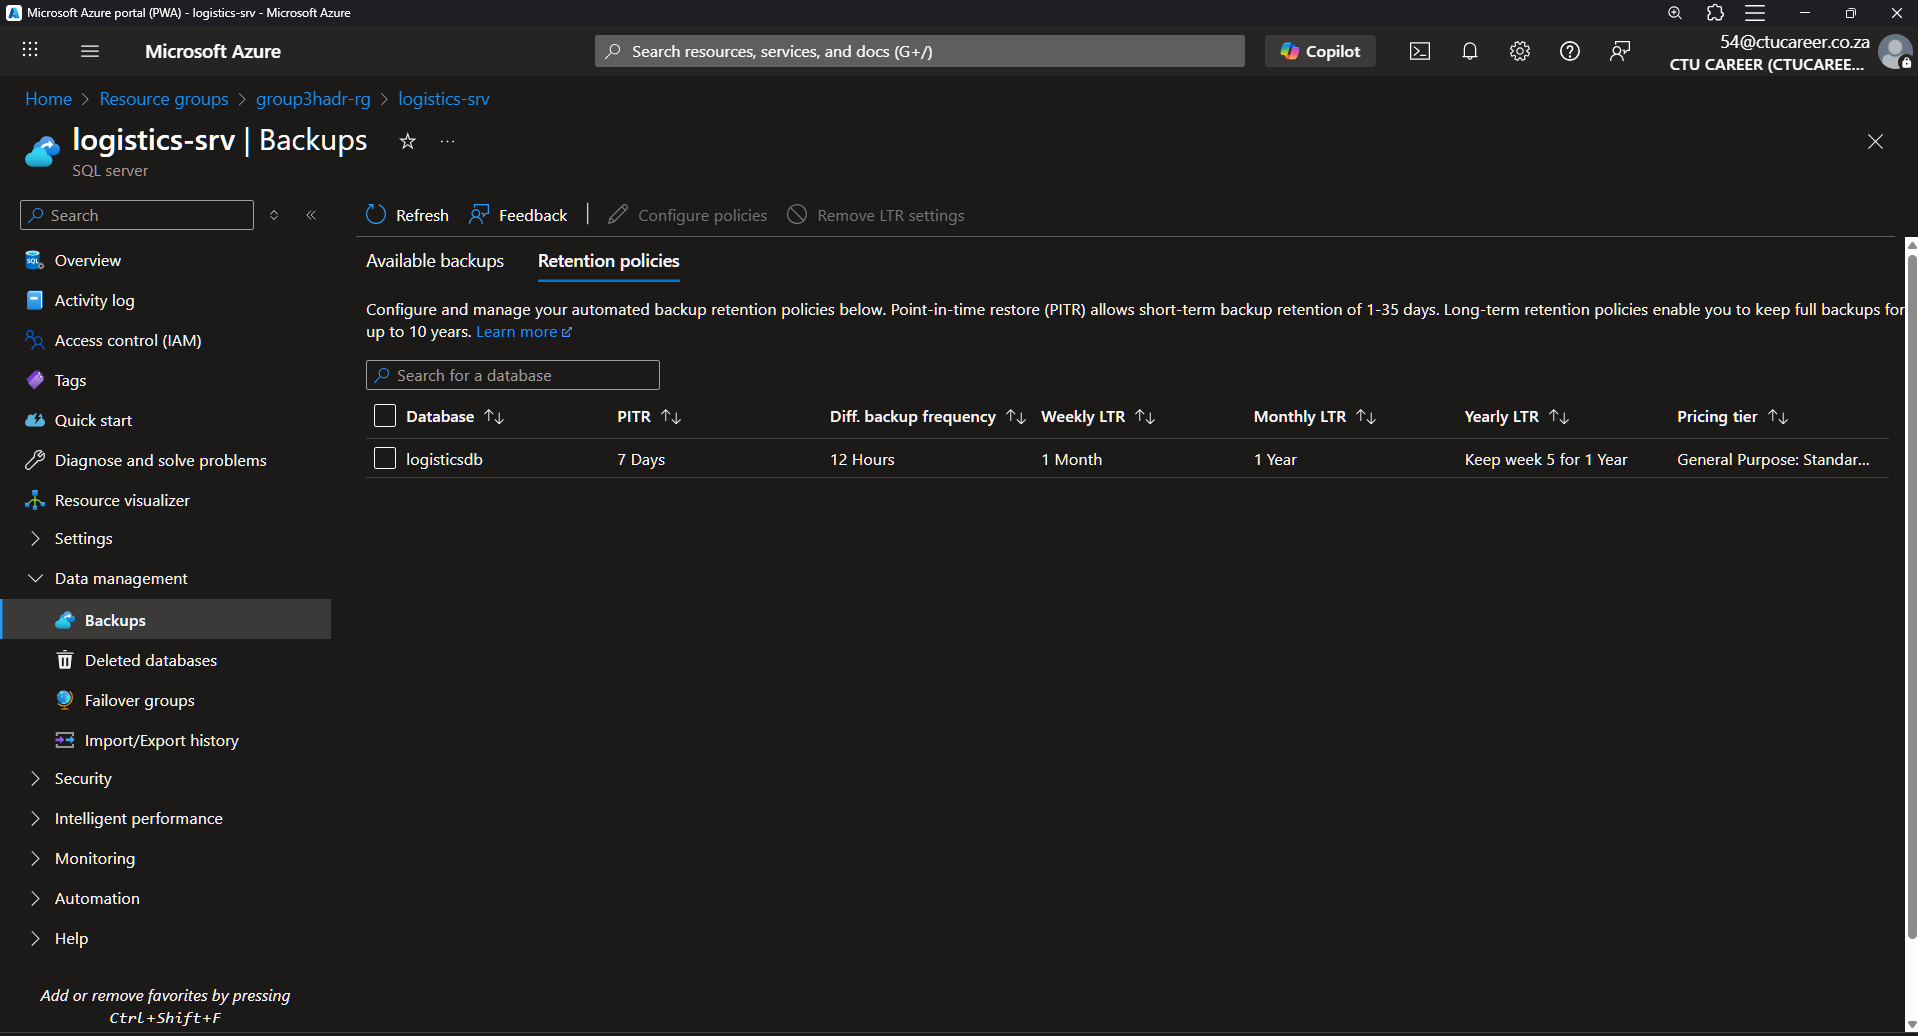 Microsoft Azure portal (PWA) - logistics-srv - Microsoft Azure
Microsoft Azure
Search resources, services, and docs (G+/)
Copilot
54@ctucareer.co.za
CTU CAREER (CTUCAREE...
Home > Resource groups > group3hadr-rg > logistics-srv
logistics-srv | Backups
SQL server
Search
Refresh
Feedback
Configure policies
Remove LTR settings
Overview
Activity log
Access control (IAM)
Tags
Quick start
Diagnose and solve problems
Resource visualizer
Settings
Data management
Backups
Deleted databases
Failover groups
Import/Export history
Security
Intelligent performance
Monitoring
Automation
Help
Add or remove favorites by pressing
Ctrl+Shift+F
Available backups
Retention policies
Configure and manage your automated backup retention policies below. Point-in-time restore (PITR) allows short-term backup retention of 1-35 days. Long-term retention policies enable you to keep full backups for
up to 10 years. Learn more
Search for a database
Database PITR Diff. backup frequency Weekly LTR Monthly LTR Yearly LTR Pricing tier
logisticsdb 7 Days 12 Hours 1 Month 1 Year Keep week 5 for 1 Year General Purpose: Standar...